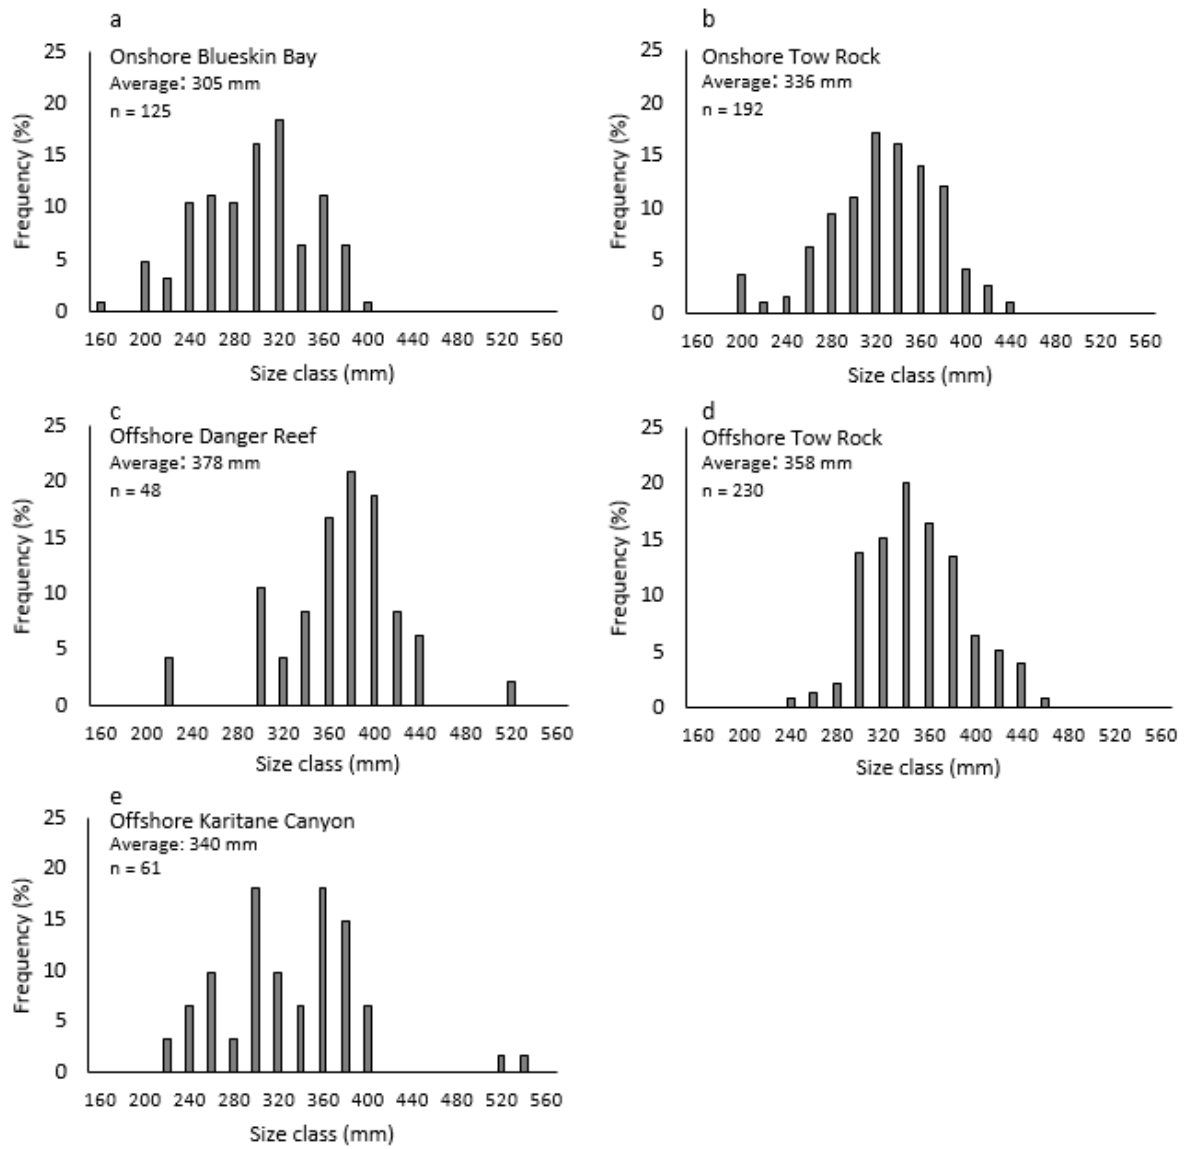 a
Onshore Blueskin Bay
Average: 305 mm
n = 125
Frequency (%)
25
20
15
10
5
0
160 200 240 280 320 360 400 440 480 520 560
Size class (mm)
b
Onshore Tow Rock
Average: 336 mm
n = 192
Frequency (%)
25
20
15
10
5
0
160 200 240 280 320 360 400 440 480 520 560
Size class (mm)
c
Offshore Danger Reef
Average: 378 mm
n = 48
Frequency (%)
25
20
15
10
5
0
160 200 240 280 320 360 400 440 480 520 560
Size class (mm)
d
Offshore Tow Rock
Average: 358 mm
n = 230
Frequency (%)
25
20
15
10
5
0
160 200 240 280 320 360 400 440 480 520 560
Size class (mm)
e
Offshore Karitane Canyon
Average: 340 mm
n = 61
Frequency (%)
25
20
15
10
5
0
160 200 240 280 320 360 400 440 480 520 560
Size class (mm)